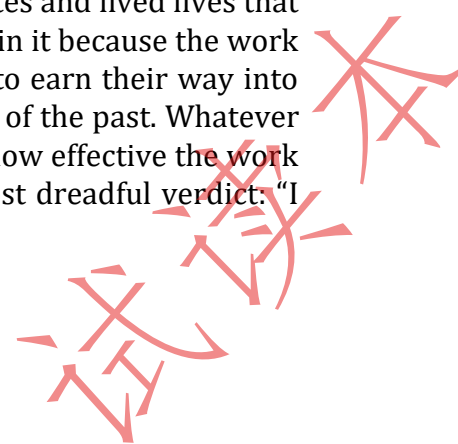 ces and lived lives that
in it because the work
to earn their way into
of the past. Whatever
ow effective the work
st dreadful verdict: “I
试读本